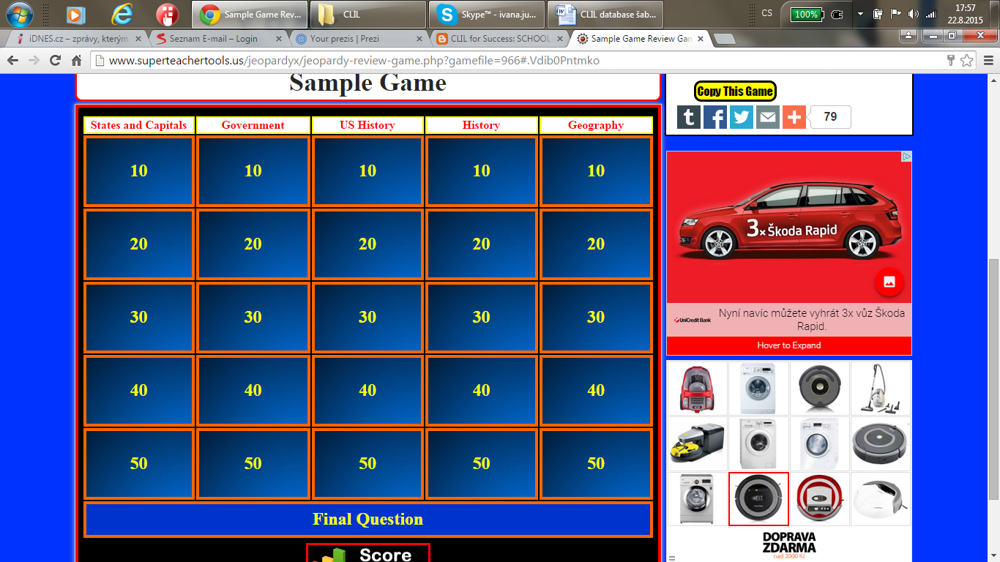 Sample Game Rev...
CLIL
Skype™ - ivana.ju...
CLIL database šab...
CS
100%
17:57
22.8.2015
iDNES.cz – zprávy, kterým
Seznam E-mail – Login
Your prezis | Prezi
CLIL for Success: SCHOOL
Sample Game Review Gam
www.superteachertools.us/jeopardyx/jeopardy-review-game.php?gamefile=966#.Vdib0Pntmko
Sample Game
States and Capitals Government US History History Geography
10 10 10 10 10
20 20 20 20 20
30 30 30 30 30
40 40 40 40 40
50 50 50 50 50
Final Question
Score
Copy This Game
79
3x Škoda Rapid
UniCredit Bank
Nyní navíc můžete vyhrát 3x vůz Škoda
Rapid.
Hover to Expand
DOPRAVA
ZDARMA
nad 2000 Kč